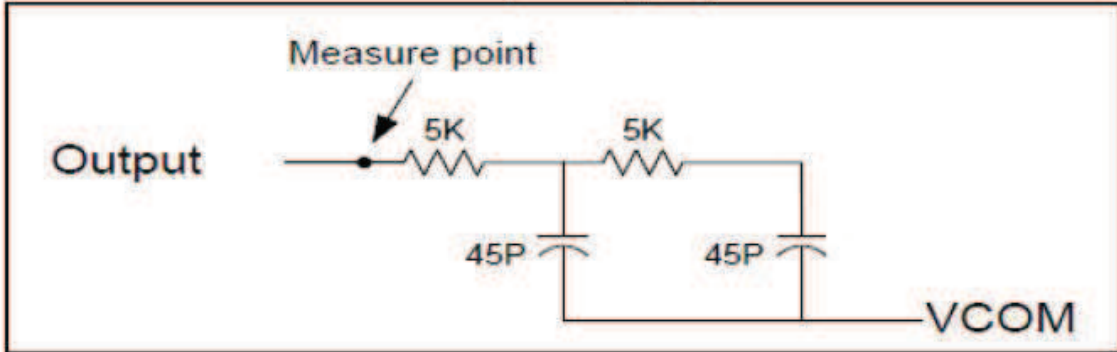 Measure point
5K
5K
Output
45P
45P
VCOM